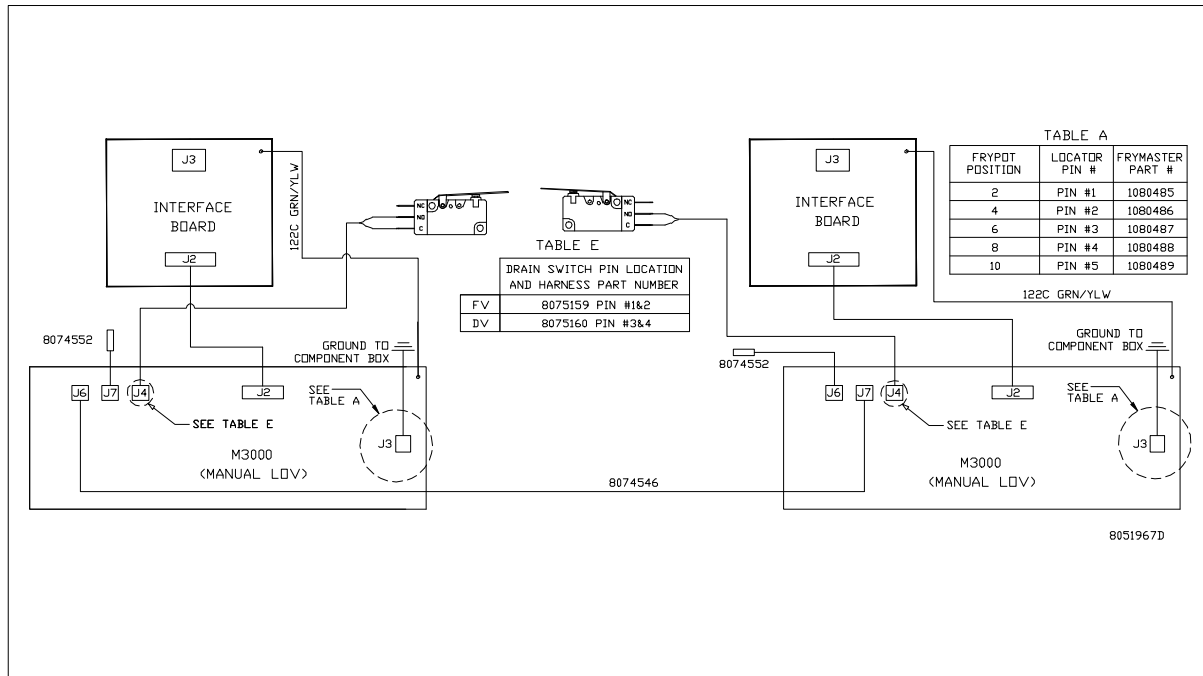 J3
INTERFACE
BOARD
J2
122C GRN/YLW
NC
NO
C
NC
NO
C
J3
INTERFACE
BOARD
J2
TABLE A
FRYPOT POSITION LOCATOR PIN # FRYMASTER PART #
2 PIN #1 1080485
4 PIN #2 1080486
6 PIN #3 1080487
8 PIN #4 1080488
10 PIN #5 1080489
TABLE E
DRAIN SWITCH PIN LOCATION
AND HARNESS PART NUMBER
FV 8075159 PIN #1&2
DV 8075160 PIN #3&4
122C GRN/YLW
8074552
GROUND TO
COMPONENT BOX
J6
J7
J4
J2
SEE
TABLE A
SEE TABLE E
J3
M3000
(MANUAL LOV)
8074546
8074552
GROUND TO
COMPONENT BOX
J6
J7
J4
J2
SEE
TABLE A
SEE TABLE E
J3
M3000
(MANUAL LOV)
8051967D